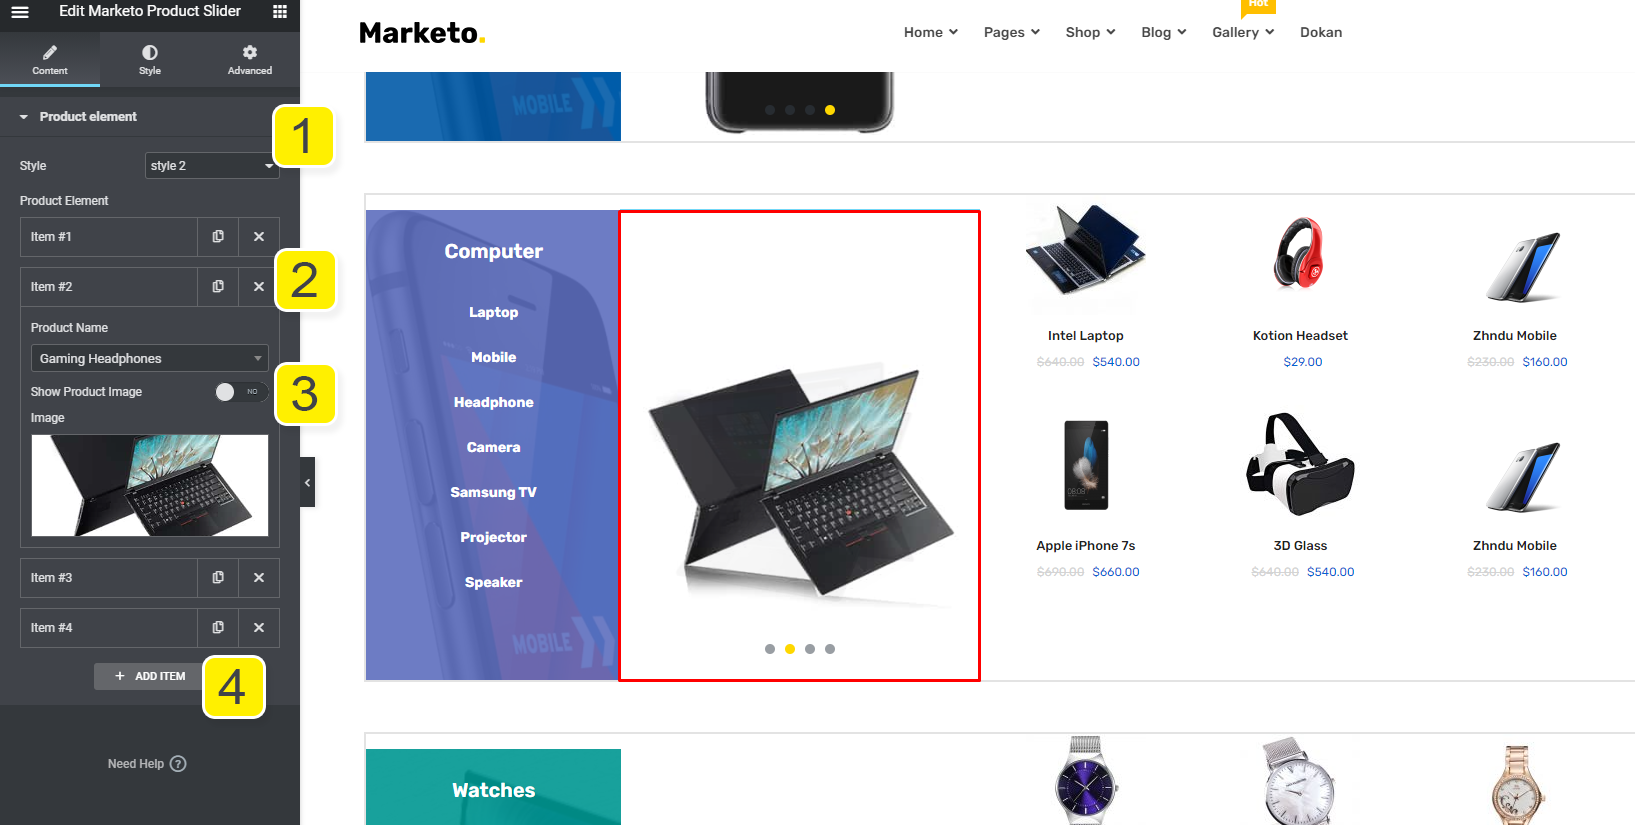 Edit Marketo Product Slider
Content
Style
Advanced
Product element
1
Style
style 2
Product Element
Item #1
Item #2
2
Product Name
Gaming Headphones
Show Product Image
NO
3
Image
Item #3
Item #4
+ ADD ITEM
4
Need Help ?
Marketo.
Home
Pages
Shop
Blog
Hot
Gallery
Dokan
MOBILE
Computer
Laptop
Mobile
Headphone
Camera
Samsung TV
Projector
Speaker
MOBILE
Intel Laptop
$640.00 $540.00
Kotion Headset
$29.00
Zhndu Mobile
$230.00 $160.00
Apple iPhone 7s
$690.00 $660.00
3D Glass
$640.00 $540.00
Zhndu Mobile
$230.00 $160.00
Watches